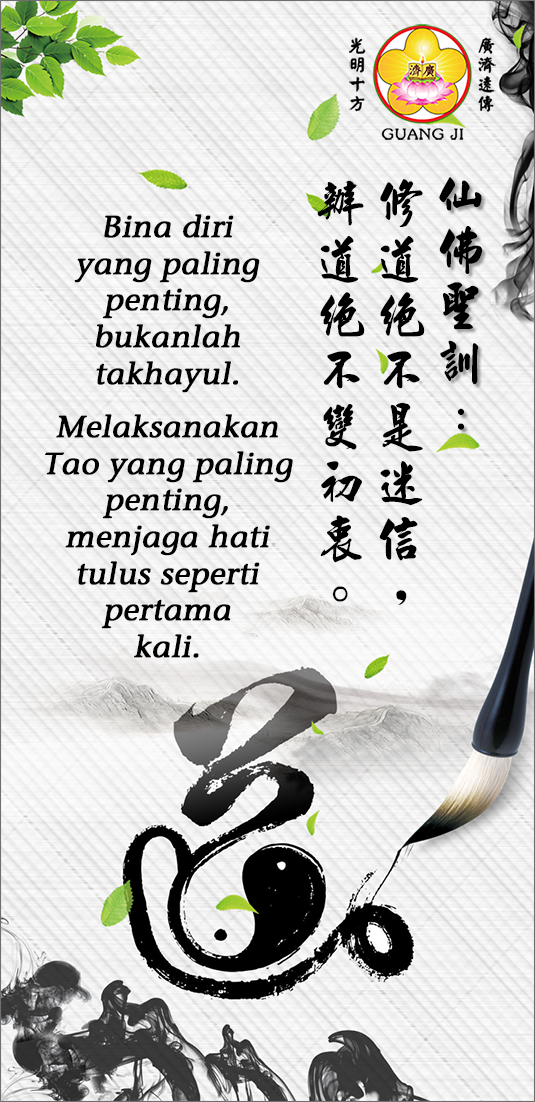 光明十方
廣濟遠傳
廣濟
GUANG JI
仙佛聖訓：
修道絕不是迷信，
辦道絕不變初衷。
Bina diri
yang paling
penting,
bukanlah
takhayul.
Melaksanakan
Tao yang paling
penting,
menjaga hati
tulus seperti
pertama
kali.